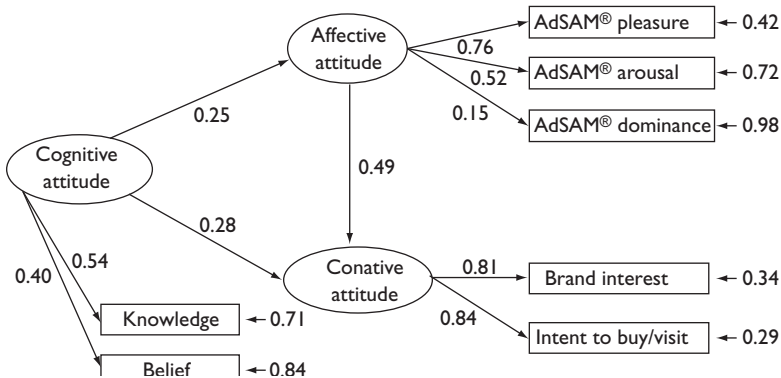 Affective
attitude
AdSAM® pleasure
0.42
0.76
AdSAM® arousal
0.72
0.52
0.15
AdSAM® dominance
0.98
0.25
Cognitive
attitude
0.49
0.28
0.54
0.40
Conative
attitude
0.81
Brand interest
0.34
0.84
Intent to buy/visit
0.29
Knowledge
0.71
Belief
0.84